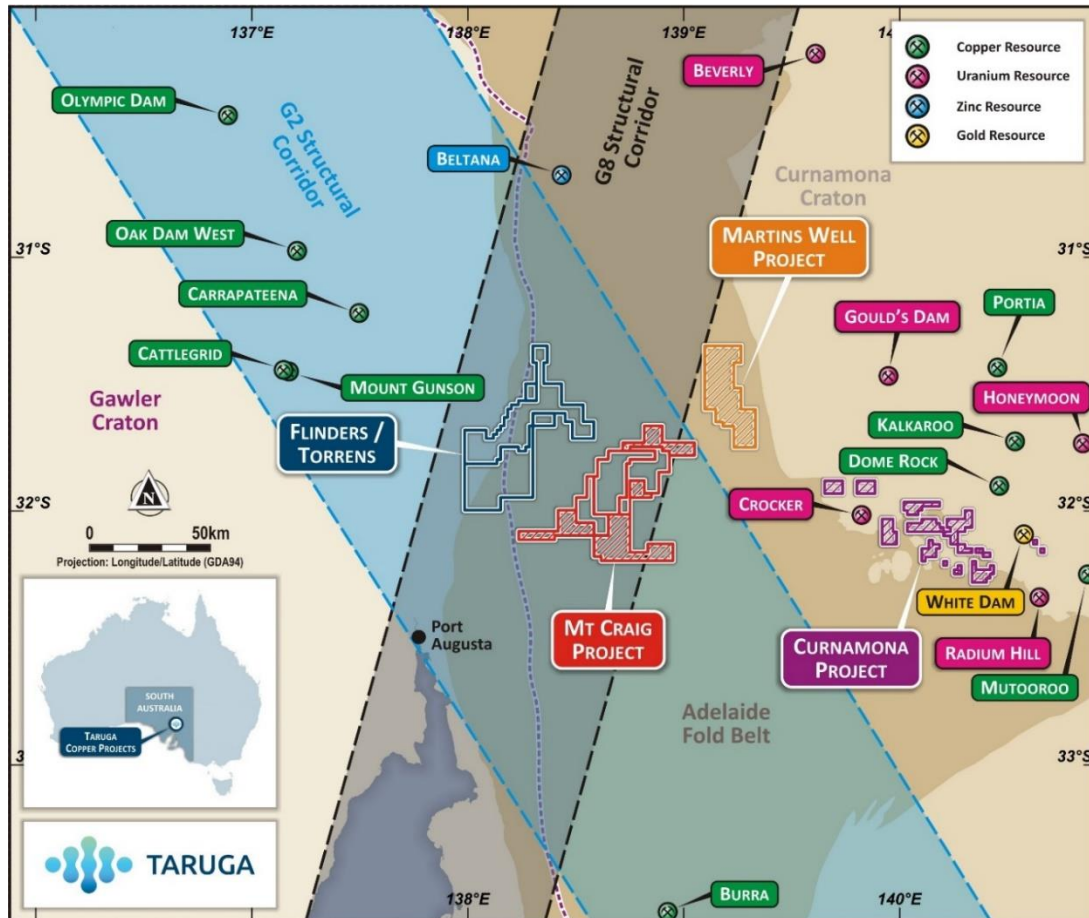 137°E
138°E
139°E
14
Copper Resource
Uranium Resource
Zinc Resource
Gold Resource
BEVERLY
OLYMPIC DAM
G2 Structural
Corridor
G8 Structural
Corridor
BELTANA
Curnamona
Craton
OAK DAM WEST
31°S
MARTINS WELL
PROJECT
31°S
CARRAPATEENA
GOULD'S DAM
PORTIA
CATTLEGRID
MOUNT GUNSON
Gawler
Craton
FLINDERS /
TORRENS
HONEYMOON
KALKAROO
DOME ROCK
N
32°S
CROCKER
32°S
0 50km
Projection: Longitude/Latitude (GDA94)
WHITE DAM
Port
Augusta
MT CRAIG
PROJECT
CURNAMONA
PROJECT
RADIUM HILL
MUTOOROO
SOUTH
AUSTRALIA
TARUGA
COPPER PROJECTS
Adelaide
Fold Belt
3
33°S
TARUGA
138°E
BURRA
140°E